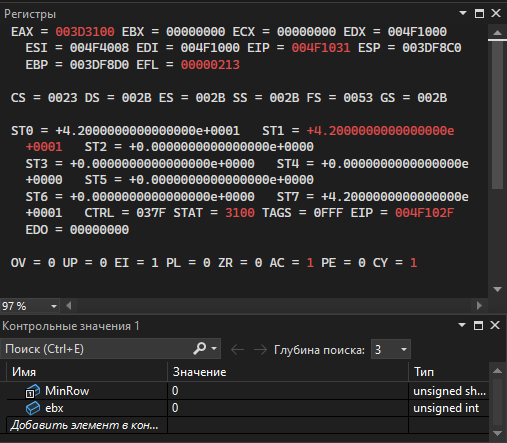 Регистры
EAX = 003D3100 EBX = 00000000 ECX = 00000000 EDX = 004F1000
ESI = 004F4008 EDI = 004F1000 EIP = 004F1031 ESP = 003DF8C0
EBP = 003DF8D0 EFL = 00000213
CS = 0023 DS = 002B ES = 002B SS = 002B FS = 0053 GS = 002B
ST0 = +4.2000000000000000e+0001 ST1 = +4.2000000000000000e
+0001 ST2 = +0.0000000000000000e+0000
ST3 = +0.0000000000000000e+0000 ST4 = +0.0000000000000000e
+0000 ST5 = +0.0000000000000000e+0000
ST6 = +0.0000000000000000e+0000 ST7 = +4.2000000000000000e
+0001 CTRL = 037F STAT = 3100 TAGS = 0FFF EIP = 004F102F
EDO = 00000000
OV = 0 UP = 0 EI = 1 PL = 0 ZR = 0 AC = 1 PE = 0 CY = 1
97 %
Контрольные значения 1
Поиск (Ctrl+E) Глубина поиска: 3
Имя Значение Тип
MinRow 0 unsigned sh...
ebx 0 unsigned int
Добавить элемент в кон...